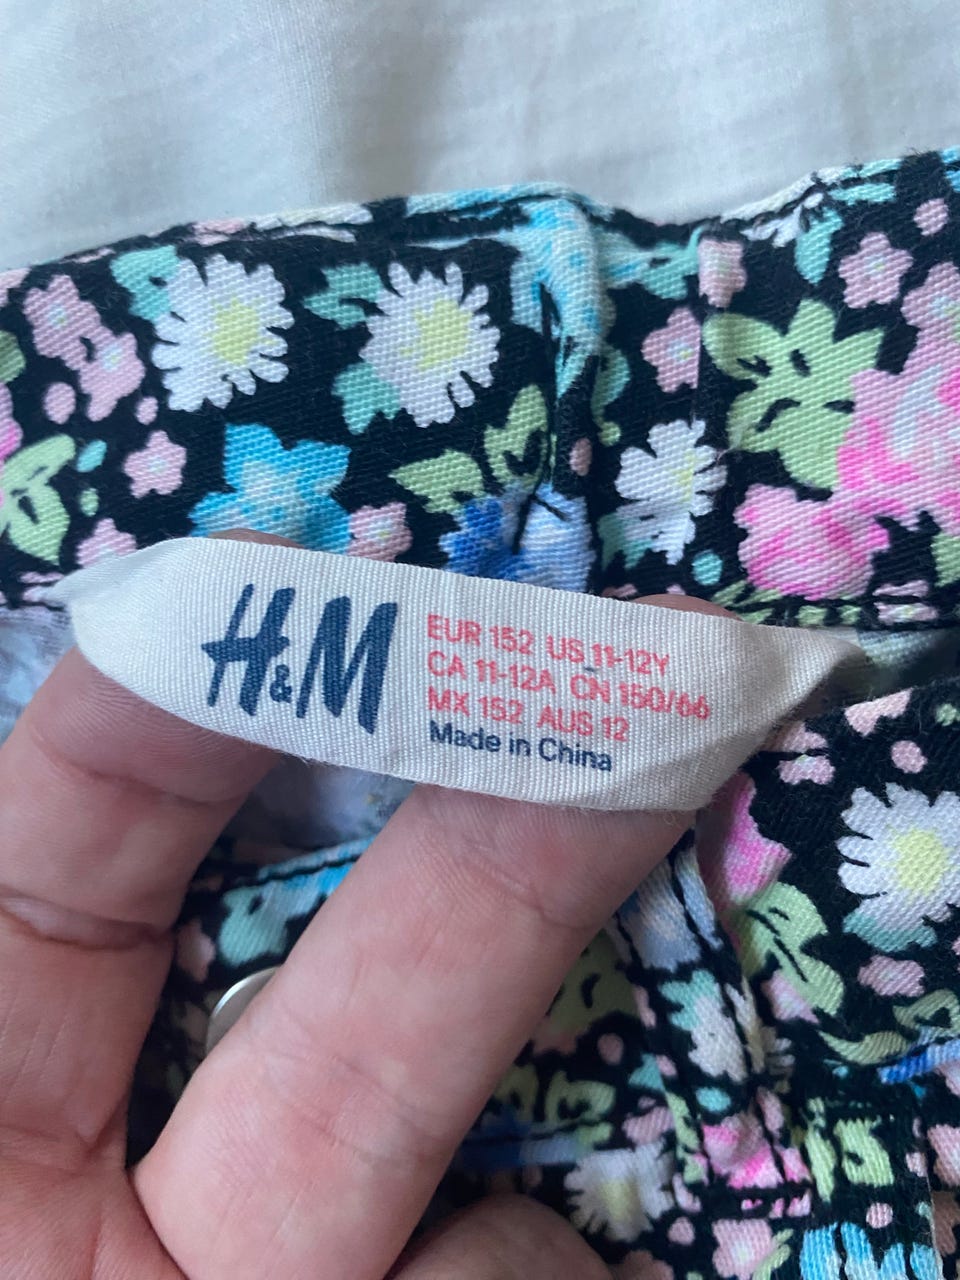 H&M
EUR 152 US 11-12Y
CA 11-12A CN 150/66
MX 152 AUS 12
Made in China